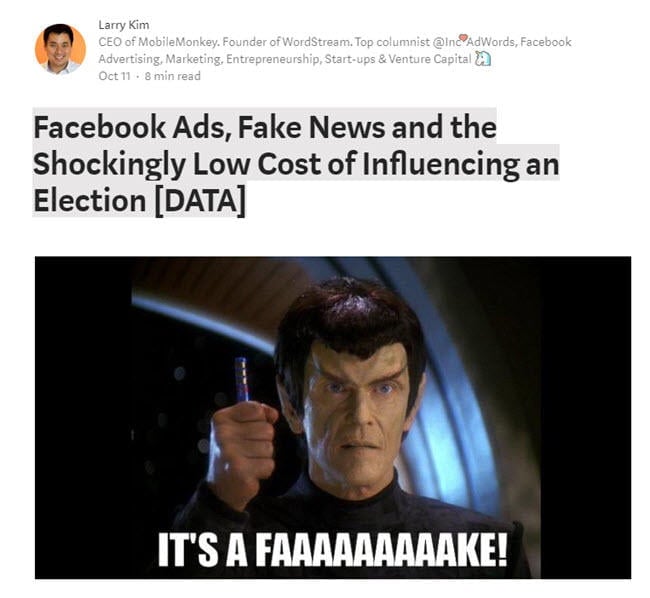 Larry Kim
CEO of MobileMonkey. Founder of WordStream. Top columnist @Inc AdWords, Facebook
Advertising, Marketing, Entrepreneurship, Start-ups & Venture Capital
Oct 11 · 8 min read
Facebook Ads, Fake News and the
Shockingly Low Cost of Influencing an
Election [DATA]
IT'S A FAAAAAAAAAKE!